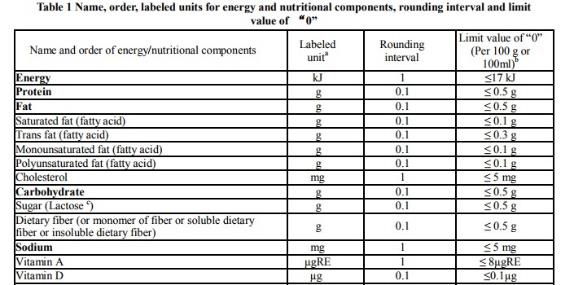 Table 1 Name, order, labeled units for energy and nutritional components, rounding interval and limit
value of “0”
Name and order of energy/nutritional components Labeled unitᵃ Rounding interval Limit value of “0” (Per 100 g or 100ml)ᵇ
Energy kJ 1 ≤17 kJ
Protein g 0.1 ≤0.5 g
Fat g 0.1 ≤0.5 g
Saturated fat (fatty acid) g 0.1 ≤0.1 g
Trans fat (fatty acid) g 0.1 ≤0.3 g
Monounsaturated fat (fatty acid) g 0.1 ≤0.1 g
Polyunsaturated fat (fatty acid) g 0.1 ≤0.1 g
Cholesterol mg 1 ≤5 mg
Carbohydrate g 0.1 ≤0.5 g
Sugar (Lactose ᶜ) g 0.1 ≤0.5 g
Dietary fiber (or monomer of fiber or soluble dietary
fiber or insoluble dietary fiber) g 0.1 ≤0.5 g
Sodium mg 1 ≤5 mg
Vitamin A μgRE 1 ≤8μgRE
Vitamin D μg 0.1 ≤0.1μg